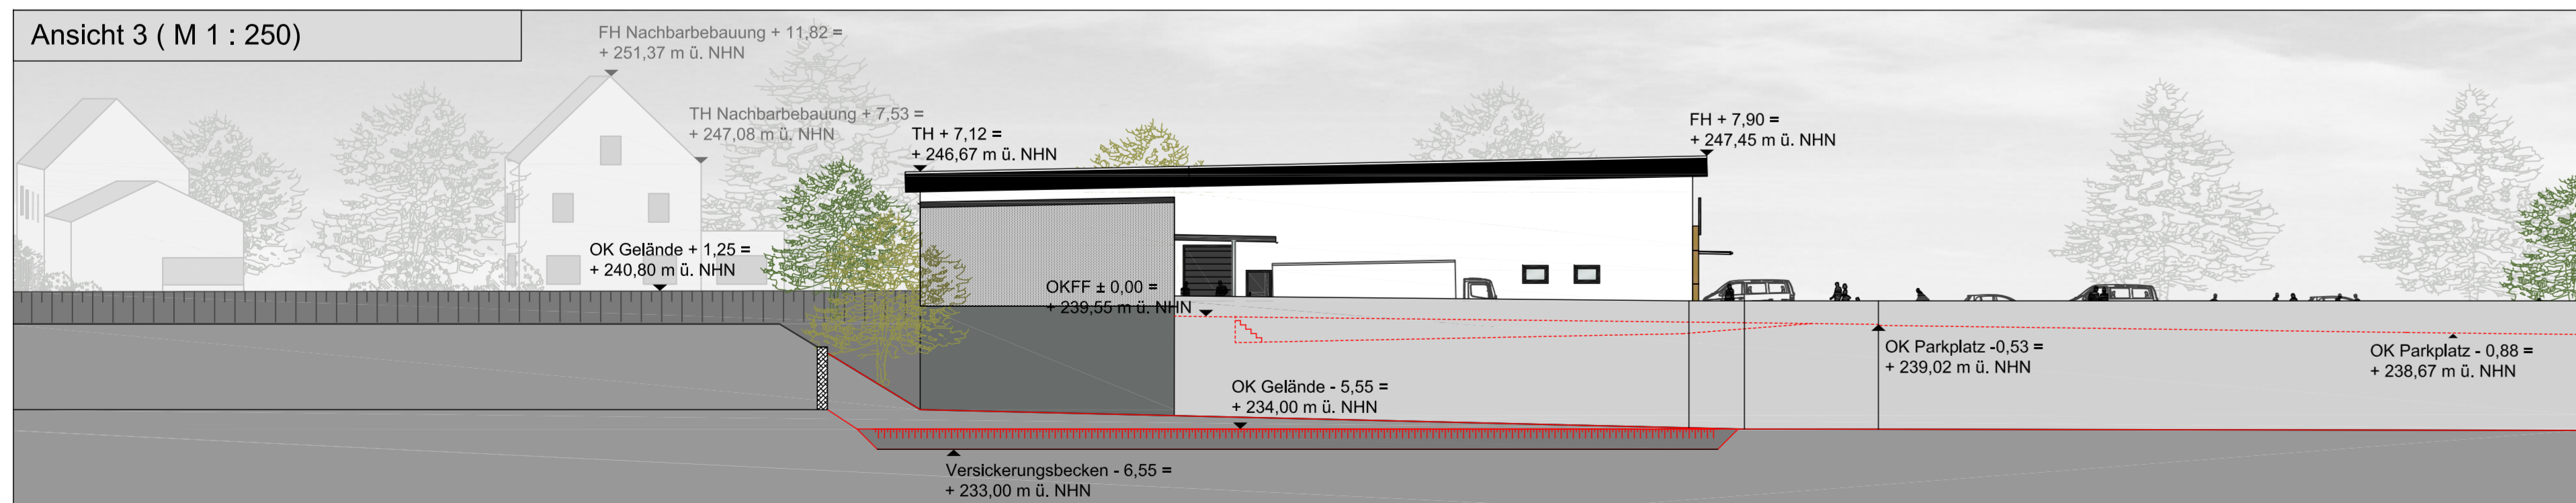 Ansicht 3 ( M 1 : 250)
FH Nachbarbebauung + 11,82 =
+ 251,37 m ü. NHN
TH Nachbarbebauung + 7,53 =
+ 247,08 m ü. NHN
TH + 7,12 =
+ 246,67 m ü. NHN
FH + 7,90 =
+ 247,45 m ü. NHN
OK Gelände + 1,25 =
+ 240,80 m ü. NHN
OKFF ± 0,00 =
+ 239,55 m ü. NHN
OK Parkplatz -0,53 =
+ 239,02 m ü. NHN
OK Parkplatz - 0,88 =
+ 238,67 m ü. NHN
OK Gelände - 5,55 =
+ 234,00 m ü. NHN
Versickerungsbecken - 6,55 =
+ 233,00 m ü. NHN